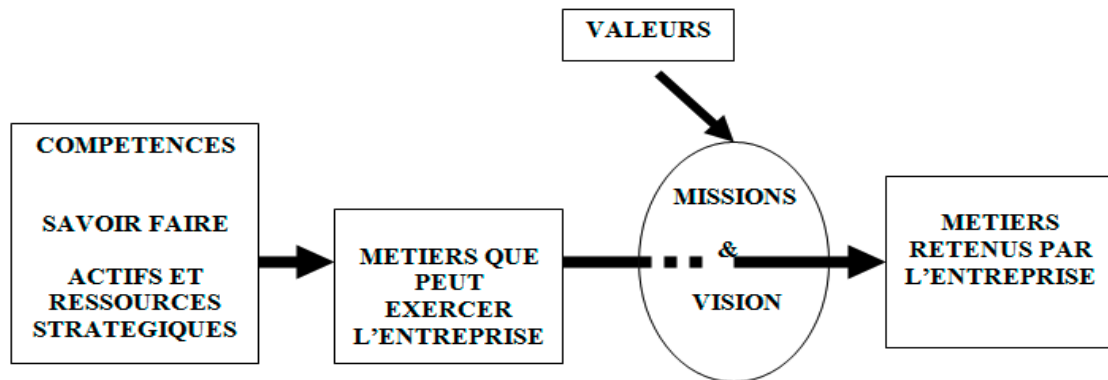 VALEURS
COMPETENCES
SAVOIR FAIRE
ACTIFS ET
RESSOURCES
STRATEGIQUES
METIERS QUE
PEUT
EXERCER
L’ENTREPRISE
MISSIONS
&
VISION
METIERS
RETENUS PAR
L’ENTREPRISE